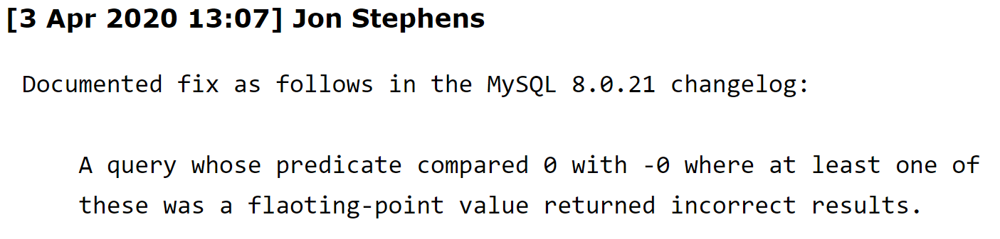 [3 Apr 2020 13:07] Jon Stephens
Documented fix as follows in the MySQL 8.0.21 changelog:
A query whose predicate compared 0 with -0 where at least one of
these was a flaoting-point value returned incorrect results.